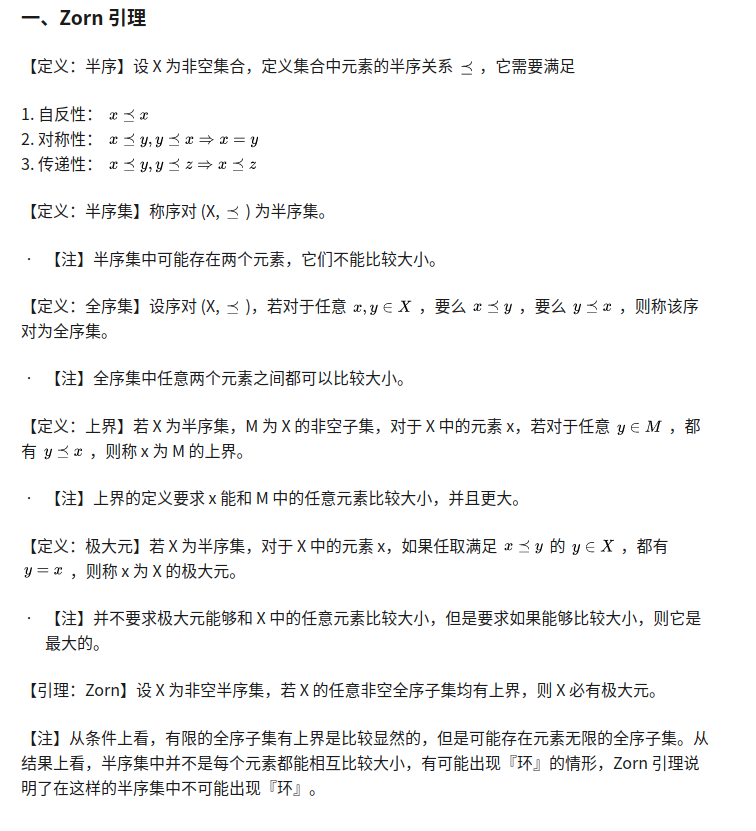 一、Zorn 引理
【定义：半序】设 X 为非空集合，定义集合中元素的半序关系 ⪯ ，它需要满足
1. 自反性： x ⪯ x
2. 对称性： x ⪯ y, y ⪯ x ⇒ x = y
3. 传递性： x ⪯ y, y ⪯ z ⇒ x ⪯ z
【定义：半序集】称序对 (X, ⪯ ) 为半序集。
· 【注】半序集中可能存在两个元素，它们不能比较大小。
【定义：全序集】设序对 (X, ⪯ )，若对于任意 x, y ∈ X ，要么 x ⪯ y ，要么 y ⪯ x ，则称该序
对为全序集。
· 【注】全序集中任意两个元素之间都可以比较大小。
【定义：上界】若 X 为半序集，M 为 X 的非空子集，对于 X 中的元素 x，若对于任意 y ∈ M ，都
有 y ⪯ x ，则称 x 为 M 的上界。
· 【注】上界的定义要求 x 能和 M 中的任意元素比较大小，并且更大。
【定义：极大元】若 X 为半序集，对于 X 中的元素 x，如果任取满足 x ⪯ y 的 y ∈ X ，都有
y = x ，则称 x 为 X 的极大元。
· 【注】并不要求极大元能够和 X 中的任意元素比较大小，但是要求如果能够比较大小，则它是
最大的。
【引理：Zorn】设 X 为非空半序集，若 X 的任意非空全序子集均有上界，则 X 必有极大元。
【注】从条件上看，有限的全序子集有上界是比较显然的，但是可能存在元素无限的全序子集。从
结果上看，半序集中并不是每个元素都能相互比较大小，有可能出现『环』的情形，Zorn 引理说
明了在这样的半序集中不可能出现『环』。